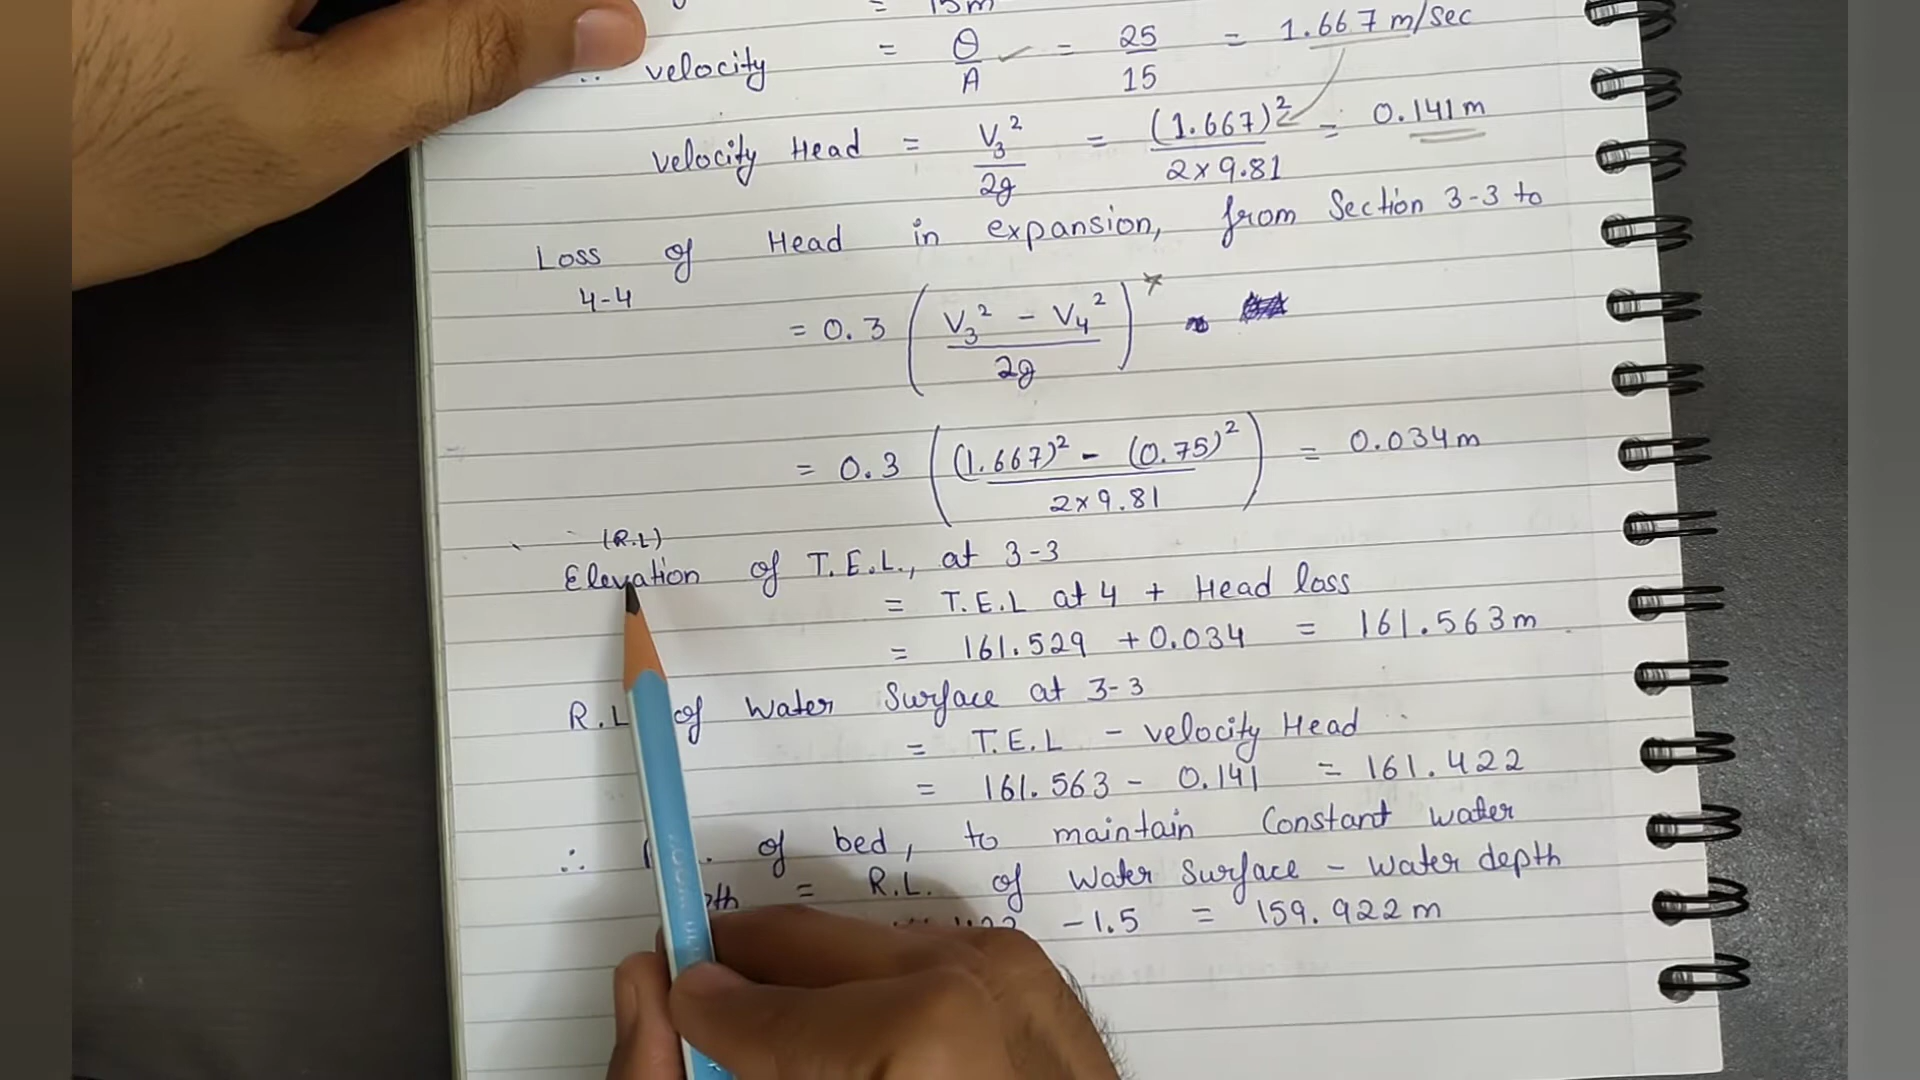 = 15m
∴ velocity = Q/A = 25/15 = 1.667 m/sec
velocity Head = V₃²/2g = (1.667)²/2×9.81 = 0.141m
Loss of Head in expansion, from Section 3-3 to
4-4
= 0.3 (V₃² - V₄²/2g)
= 0.3 ((1.667)² - (0.75)²/2×9.81) = 0.034m
(R.L)
Elevation of T.E.L., at 3-3
= T.E.L at 4 + Head loss
= 161.529 + 0.034 = 161.563m
R.L of Water Surface at 3-3
= T.E.L - velocity Head
= 161.563 - 0.141 = 161.422
∴ of bed, to maintain Constant water
= R.L. of Water Surface - Water depth
- 1.5 = 159.922m